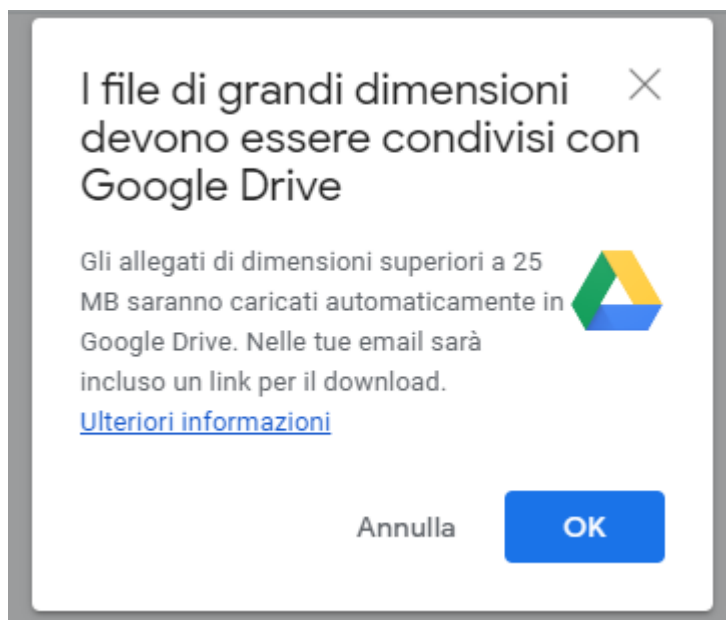 I file di grandi dimensioni
devono essere condivisi con
Google Drive
Gli allegati di dimensioni superiori a 25
MB saranno caricati automaticamente in
Google Drive. Nelle tue email sarà
incluso un link per il download.
Ulteriori informazioni
Annulla
OK